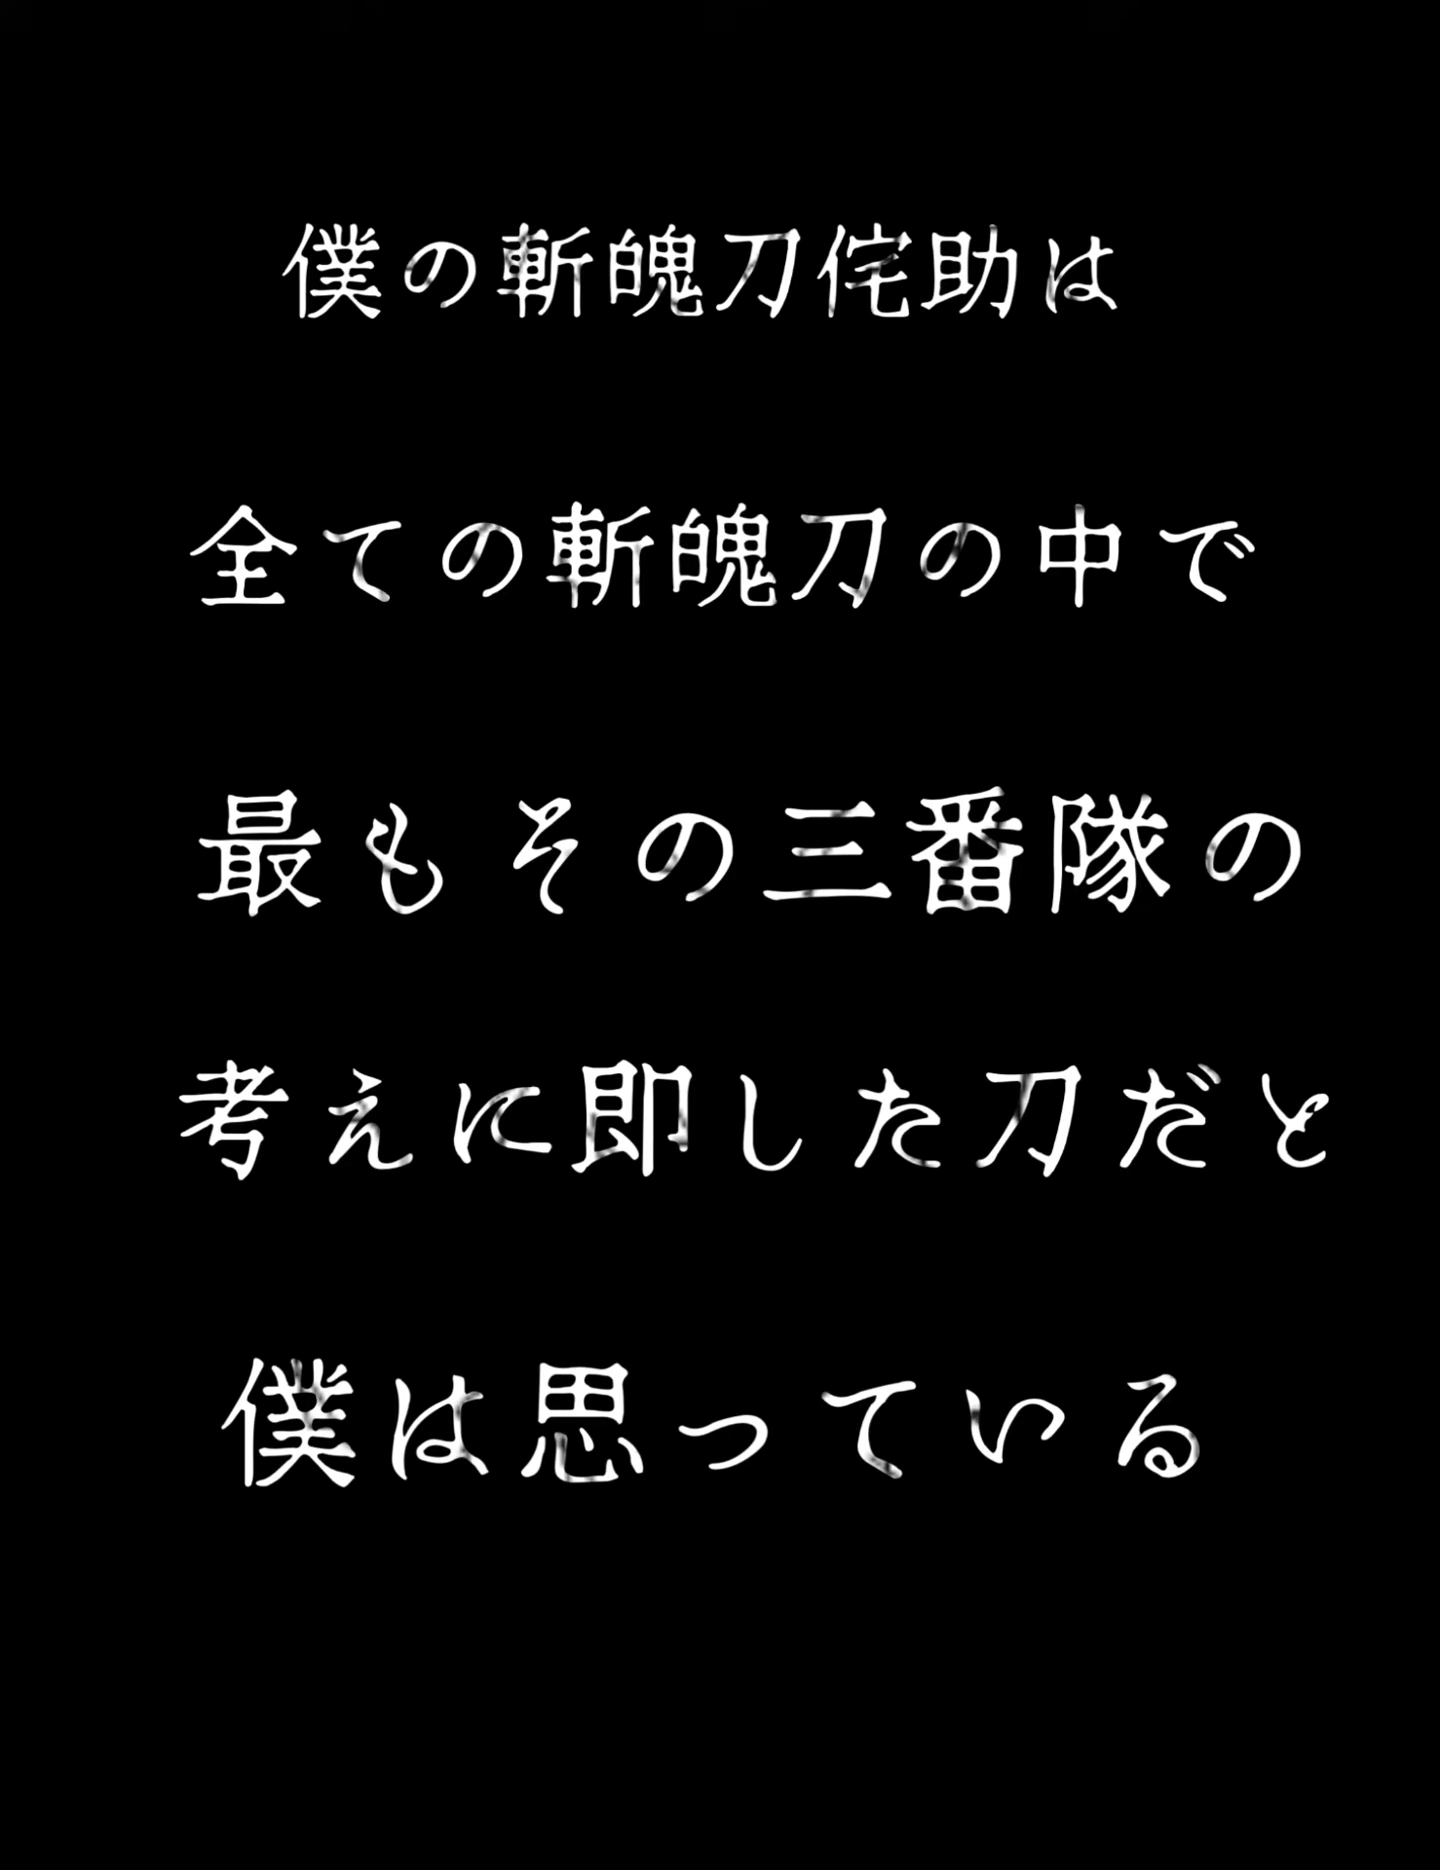 僕の斬魄刀侘助は
全ての斬魄刀の中で
最もその三番隊の
考えに即した刀だと
僕は思っている